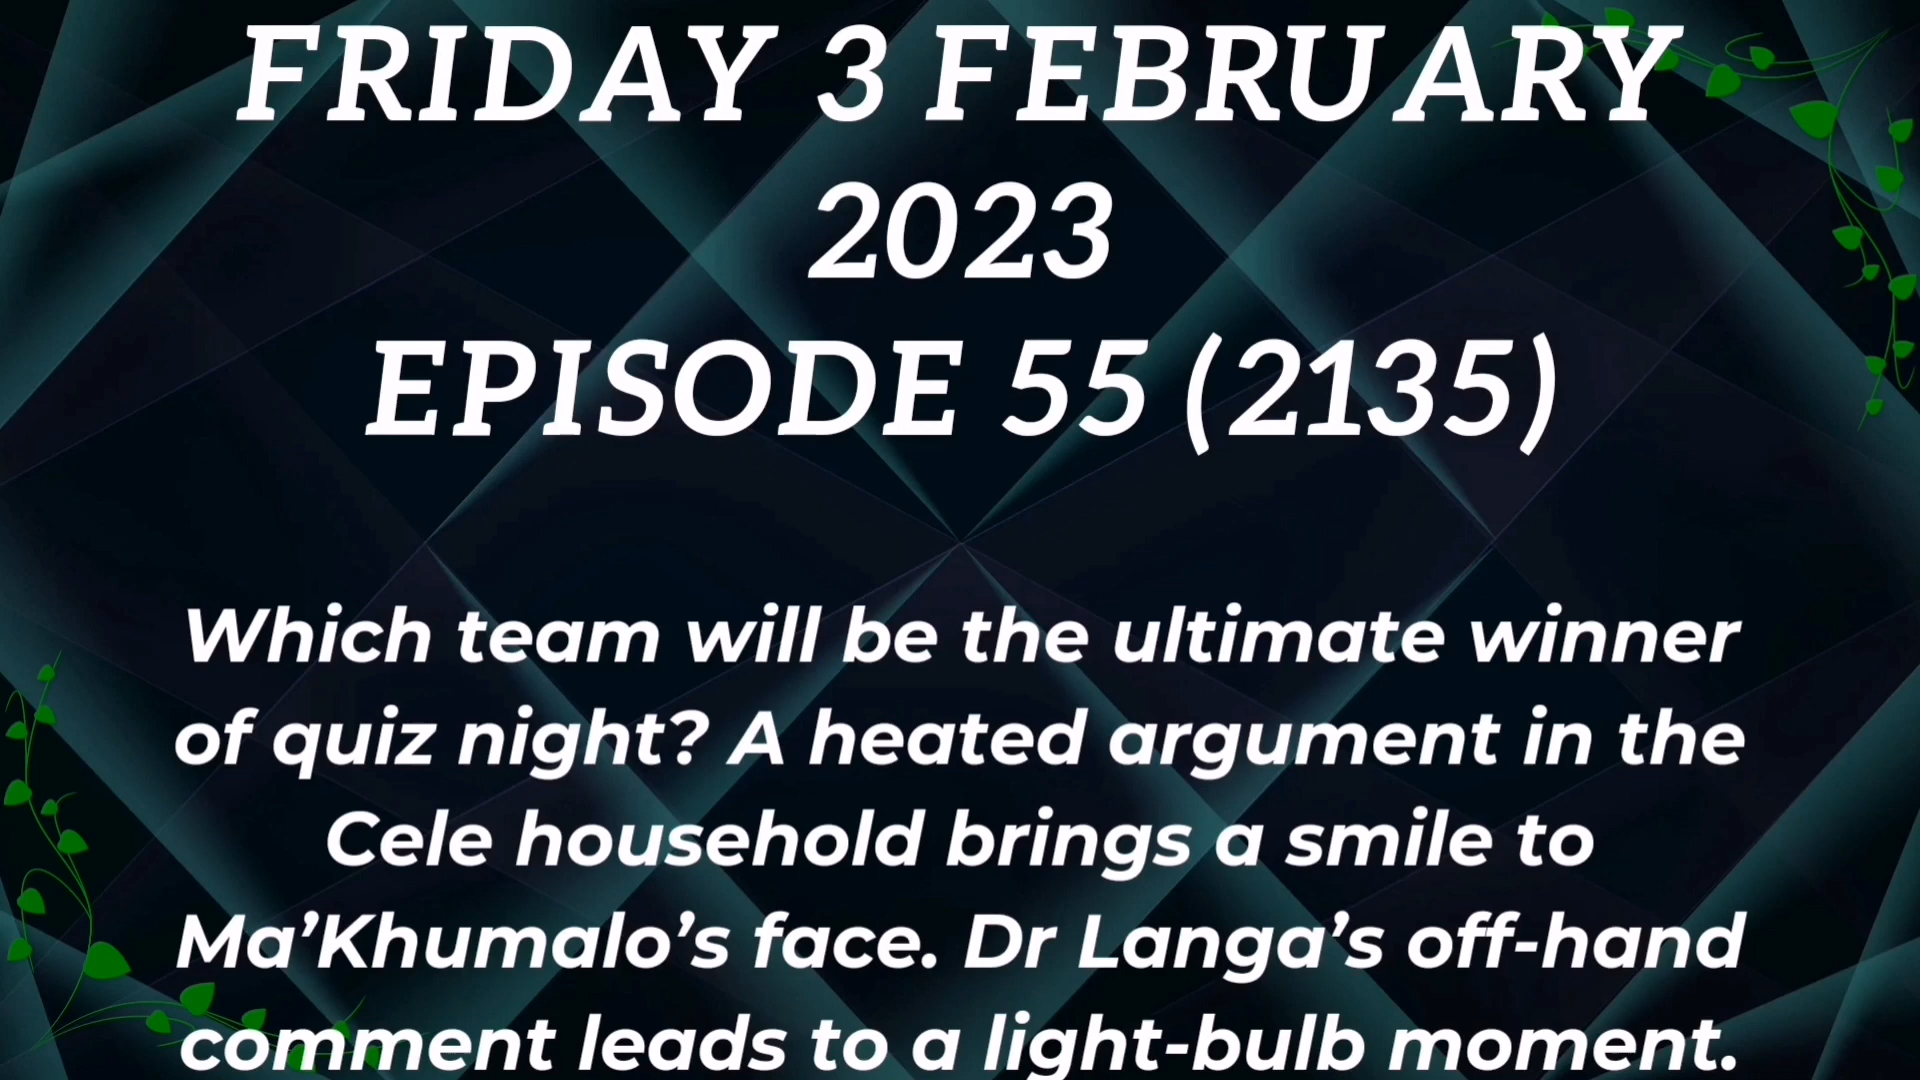 FRIDAY 3 FEBRUARY
2023
EPISODE 55 (2135)
Which team will be the ultimate winner
of quiz night? A heated argument in the
Cele household brings a smile to
Ma’Khumalo’s face. Dr Langa’s off-hand
comment leads to a light-bulb moment.